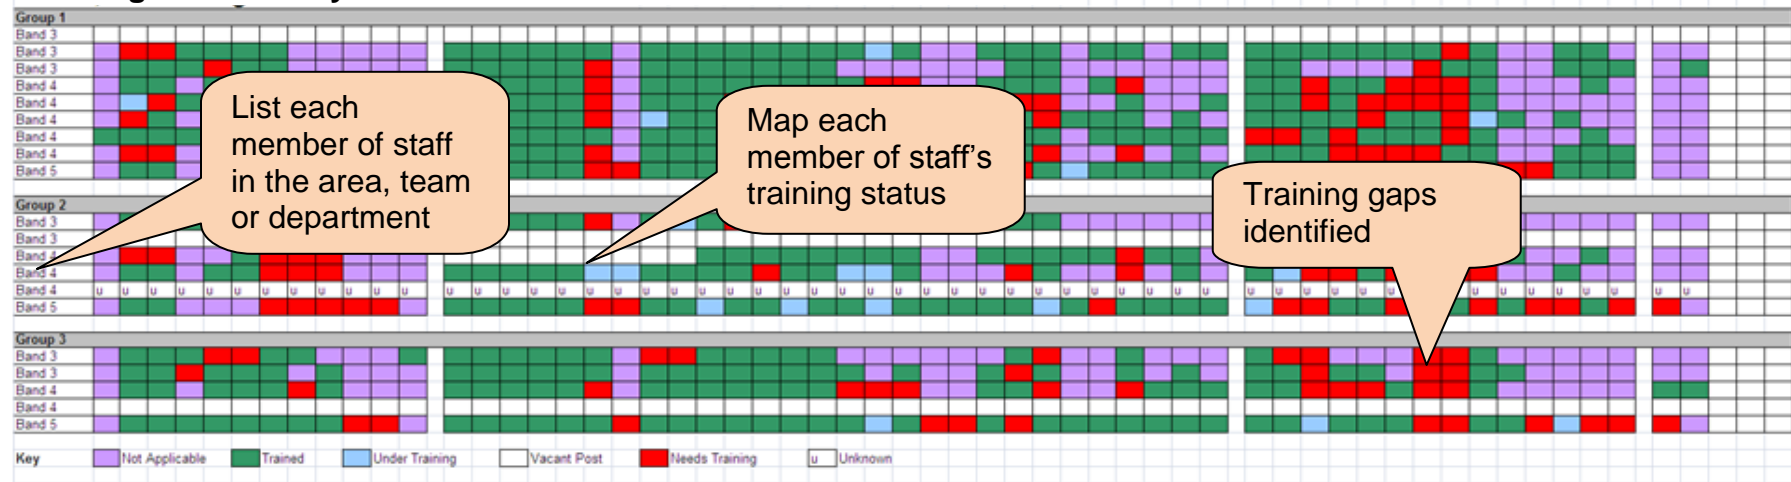 Group 1
Band 3
Band 3
Band 3
Band 4
Band 4
Band 4
Band 4
Band 4
Band 5
List each
member of staff
in the area, team
or department
Map each
member of staff's
training status
Training gaps
identified
Group 2
Band 3
Band 3
Band 4
Band 4
Band 4 u u u u u u u u u u u u u u u u u u u u u u u u u u u u u u u u u u u u u u u u u u u u u u u u u u
Band 5
Group 3
Band 3
Band 3
Band 4
Band 4
Band 5
Key Not Applicable Trained Under Training Vacant Post Needs Training u Unknown